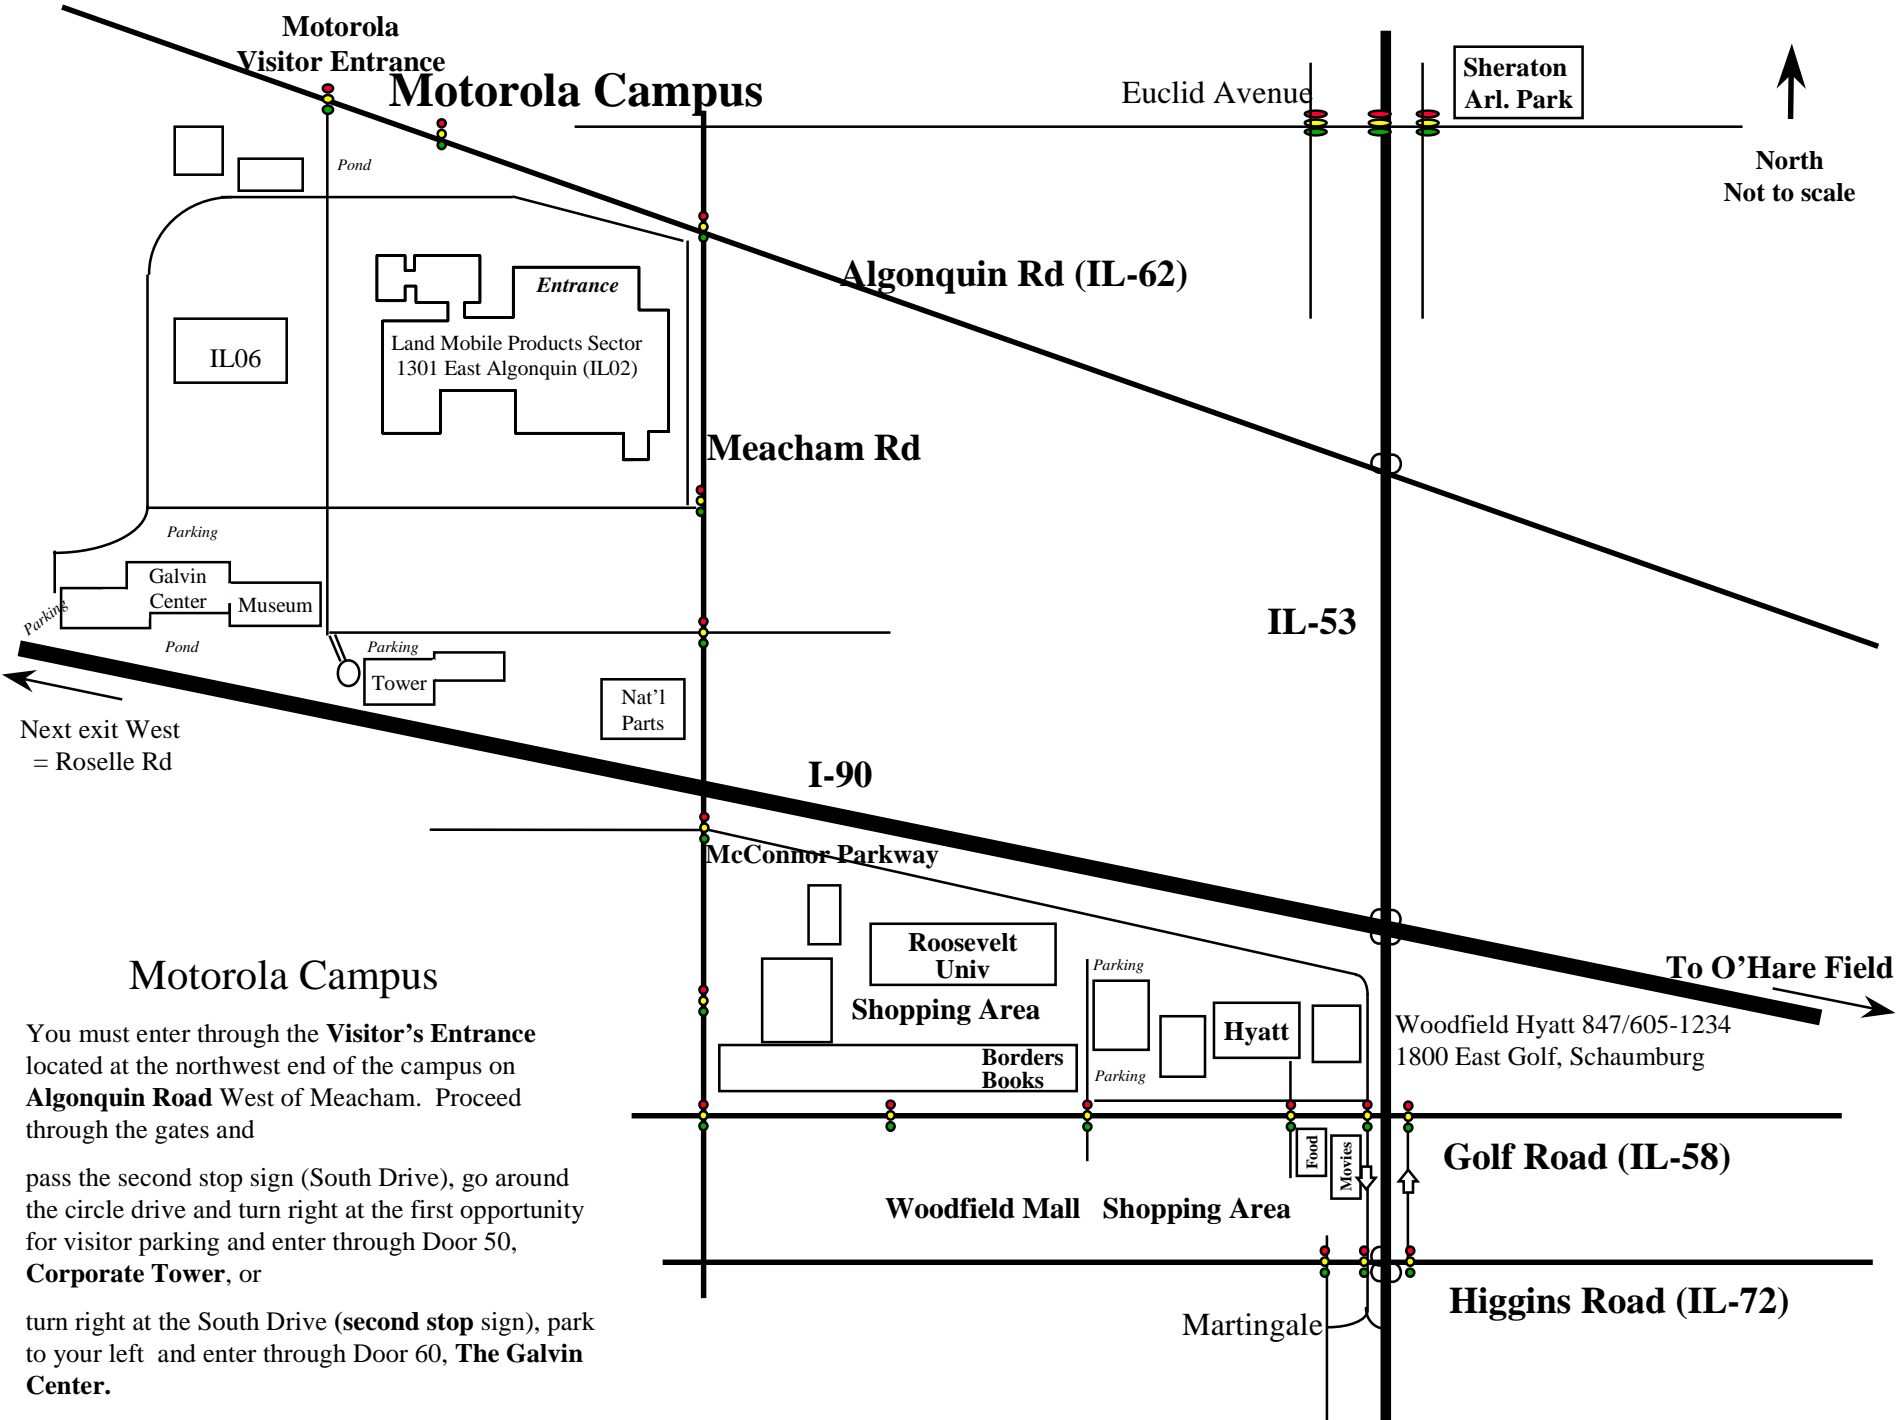 Motorola
Visitor Entrance
Motorola Campus
Euclid Avenue
Sheraton
Arl. Park
North
Not to scale
Pond
Algonquin Rd (IL-62)
Entrance
Land Mobile Products Sector
1301 East Algonquin (IL02)
IL06
Meacham Rd
Parking
Galvin
Center
Museum
Parking
Pond
Parking
Tower
IL-53
Nat’l
Parts
Next exit West
= Roselle Rd
I-90
McConnor Parkway
Roosevelt
Univ
Shopping Area
Parking
Hyatt
Borders
Books
Parking
To O’Hare Field
Woodfield Hyatt 847/605-1234
1800 East Golf, Schaumburg
Food
Movies
Golf Road (IL-58)
Woodfield Mall Shopping Area
Higgins Road (IL-72)
Martingale
Motorola Campus
You must enter through the Visitor’s Entrance
located at the northwest end of the campus on
Algonquin Road West of Meacham. Proceed
through the gates and
pass the second stop sign (South Drive), go around
the circle drive and turn right at the first opportunity
for visitor parking and enter through Door 50,
Corporate Tower, or
turn right at the South Drive (second stop sign), park
to your left and enter through Door 60, The Galvin
Center.